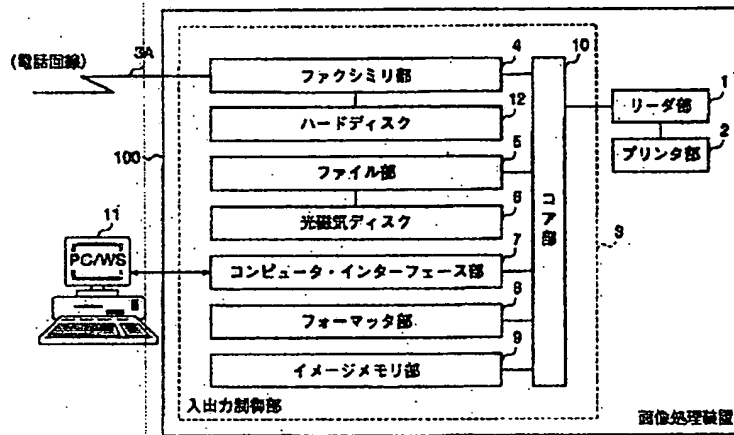 (電話回線)
3A
100
11
PC/WS
ファクシミリ部
4
ハードディスク
12
ファイル部
5
光磁気ディスク
6
コンピュータ・インターフェース部
7
フォーマッタ部
8
イメージメモリ部
9
入出力制御部
コア部
10
リーダ部
1
プリンタ部
2
3
画像処理装置